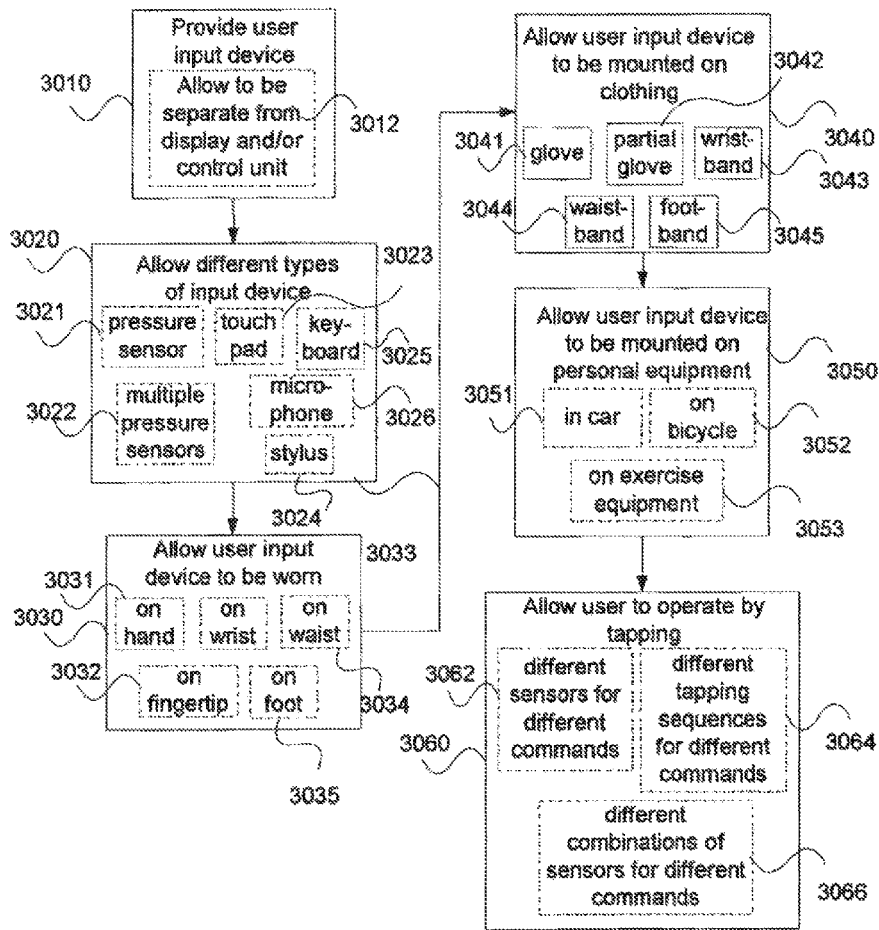 Provide user
input device
3010
Allow to be
separate from
display and/or
control unit
3012
3020
Allow different types
of input device
3023
3021
pressure
sensor
touch
pad
key-
board
3025
3022
multiple
pressure
sensors
micro-
phone
3026
stylus
3024
Allow user input
device to be worn
3033
3031
3030
on
hand
on
wrist
on
waist
3032
on
fingertip
on
foot
3034
3035
Allow user input device
to be mounted on
clothing
3042
3040
3041
glove
partial
glove
wrist-
band
3043
3044
waist-
band
foot-
band
3045
Allow user input device
to be mounted on
personal equipment
3050
3051
in car
on
bicycle
3052
on exercise
equipment
3053
Allow user to operate by
tapping
3062
different
sensors for
different
commands
different
tapping
sequences
for different
commands
3064
3060
different
combinations of
sensors for different
commands
3066